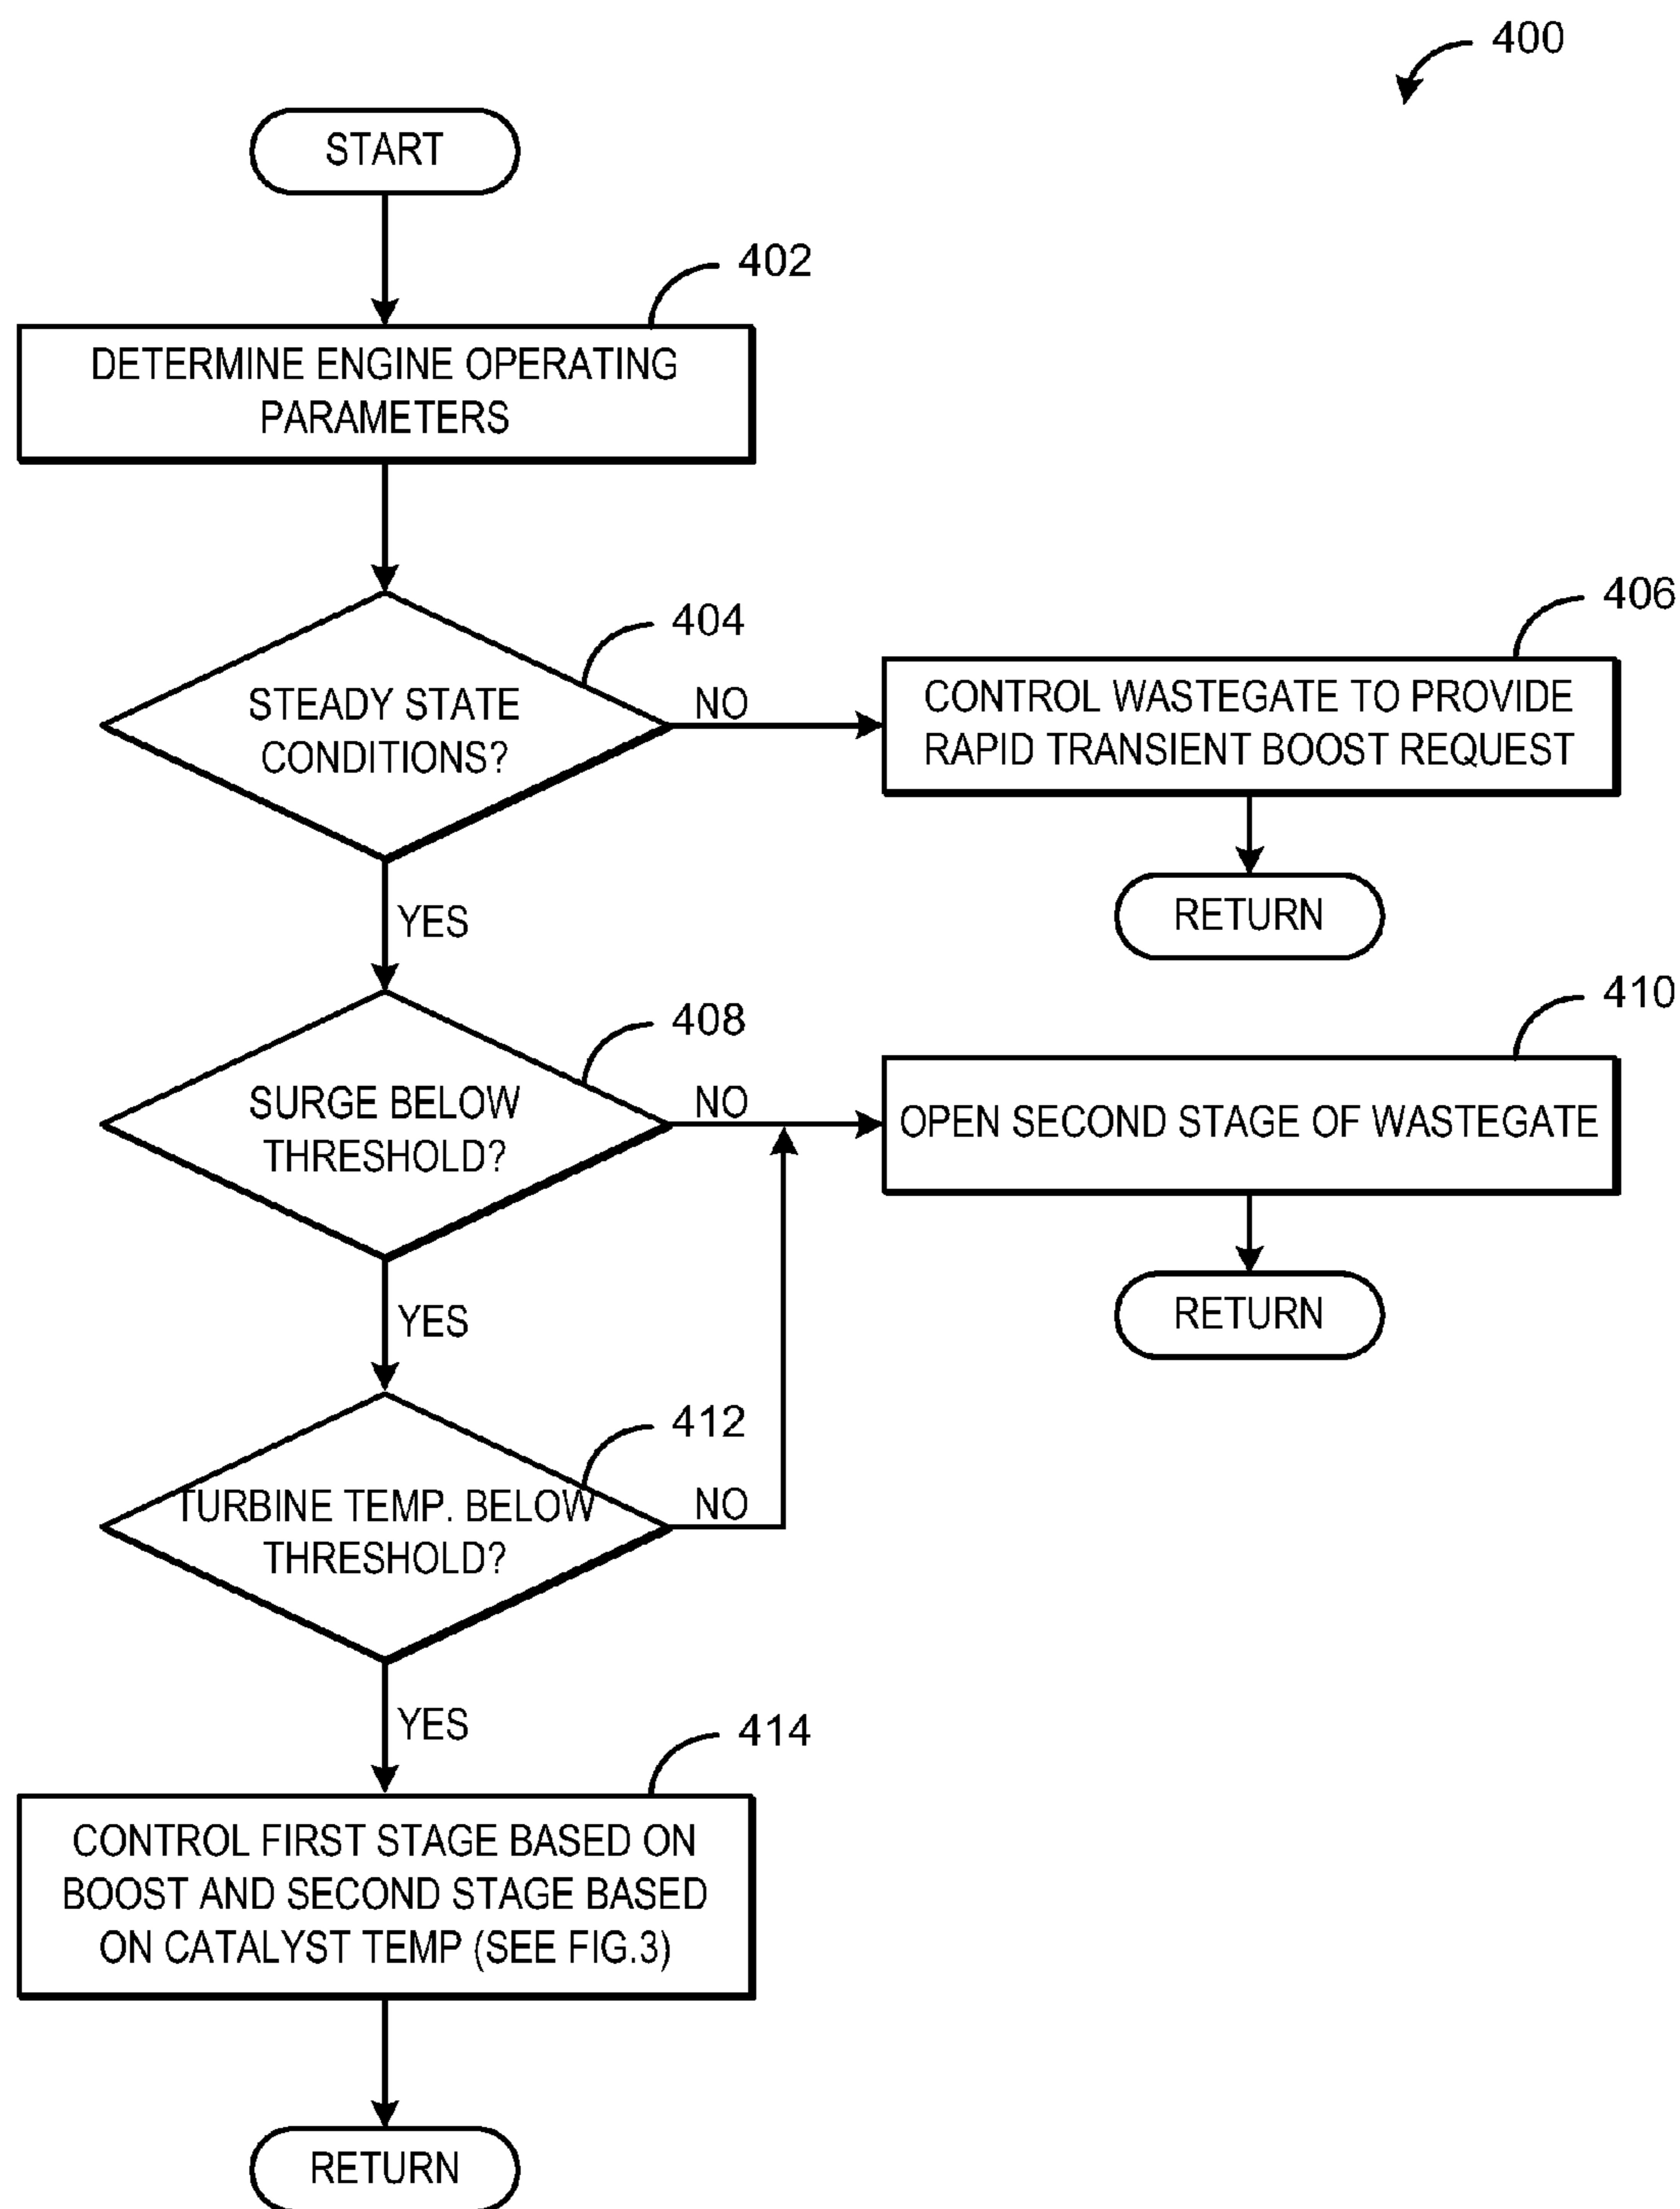 400
START
402
DETERMINE ENGINE OPERATING
PARAMETERS
404
STEADY STATE
CONDITIONS?
NO
406
CONTROL WASTEGATE TO PROVIDE
RAPID TRANSIENT BOOST REQUEST
RETURN
YES
408
SURGE BELOW
THRESHOLD?
NO
410
OPEN SECOND STAGE OF WASTEGATE
RETURN
YES
412
TURBINE TEMP. BELOW
THRESHOLD?
NO
YES
414
CONTROL FIRST STAGE BASED ON
BOOST AND SECOND STAGE BASED
ON CATALYST TEMP (SEE FIG.3)
RETURN